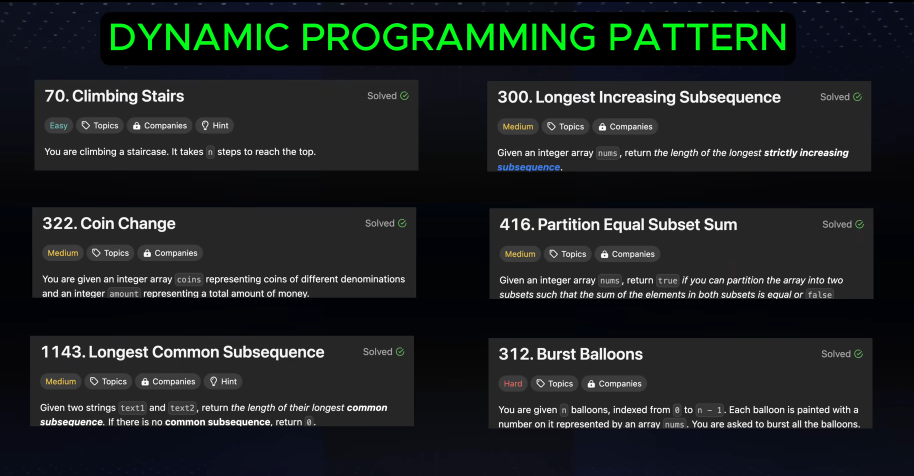 DYNAMIC PROGRAMMING PATTERN
70. Climbing Stairs
Solved
Easy Topics Companies Hint
You are climbing a staircase. It takes n steps to reach the top.
300. Longest Increasing Subsequence
Solved
Medium Topics Companies
Given an integer array nums, return the length of the longest strictly increasing
subsequence.
322. Coin Change
Solved
Medium Topics Companies
You are given an integer array coins representing coins of different denominations
and an integer amount representing a total amount of money.
416. Partition Equal Subset Sum
Solved
Medium Topics Companies
Given an integer array nums, return true if you can partition the array into two
subsets such that the sum of the elements in both subsets is equal or false
1143. Longest Common Subsequence
Solved
Medium Topics Companies Hint
Given two strings text1 and text2, return the length of their longest common
subsequence. If there is no common subsequence, return 0.
312. Burst Balloons
Solved
Hard Topics Companies
You are given n balloons, indexed from 0 to n - 1. Each balloon is painted with a
number on it represented by an array nums. You are asked to burst all the balloons.